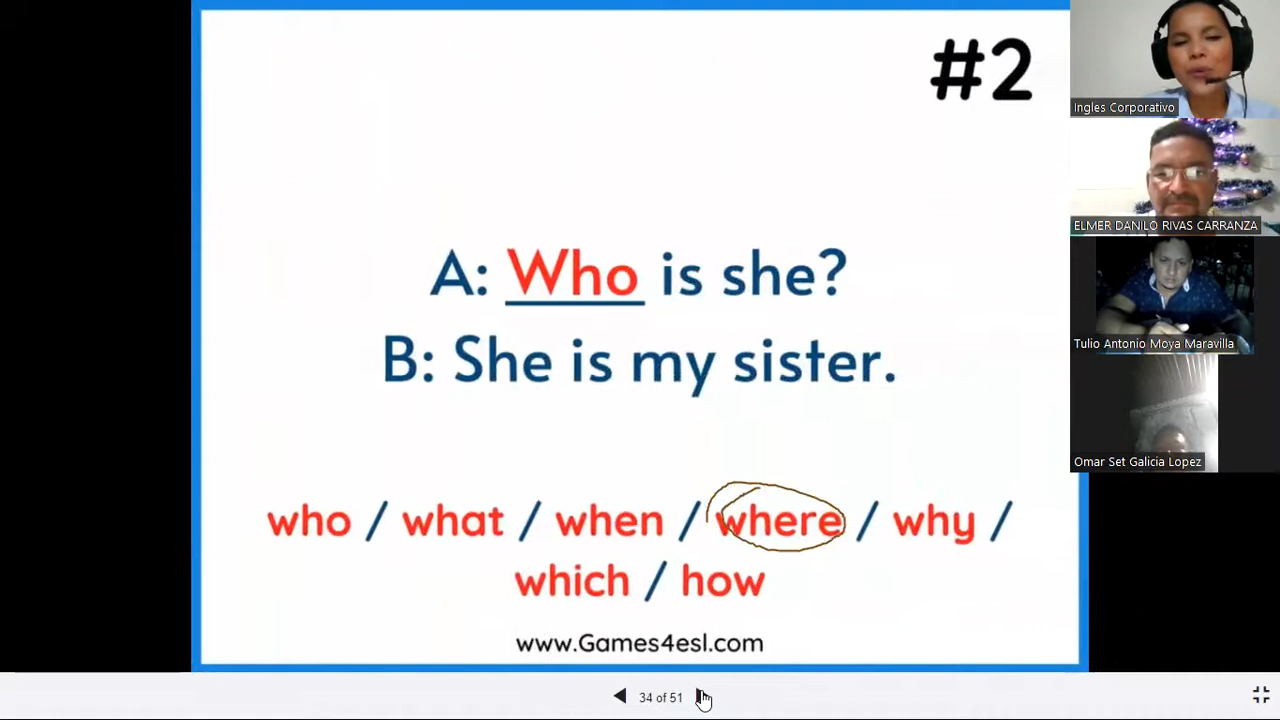 #2
A: Who is she?
B: She is my sister.
who / what / when / where / why /
which / how
www.Games4esl.com
34 of 51
Ingles Corporativo
ELMER DANILO RIVAS CARRANZA
Tulio Antonio Moya Maravilla
Omar Set Galicia Lopez